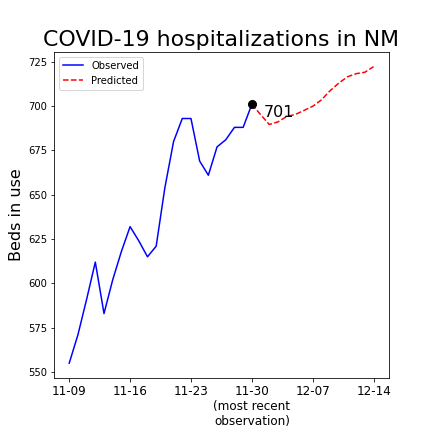 COVID-19 hospitalizations in NM
Observed
Predicted
725
700
675
650
625
600
575
550
Beds in use
701
11-09 11-16 11-23 11-30 12-07 12-14
(most recent
observation)